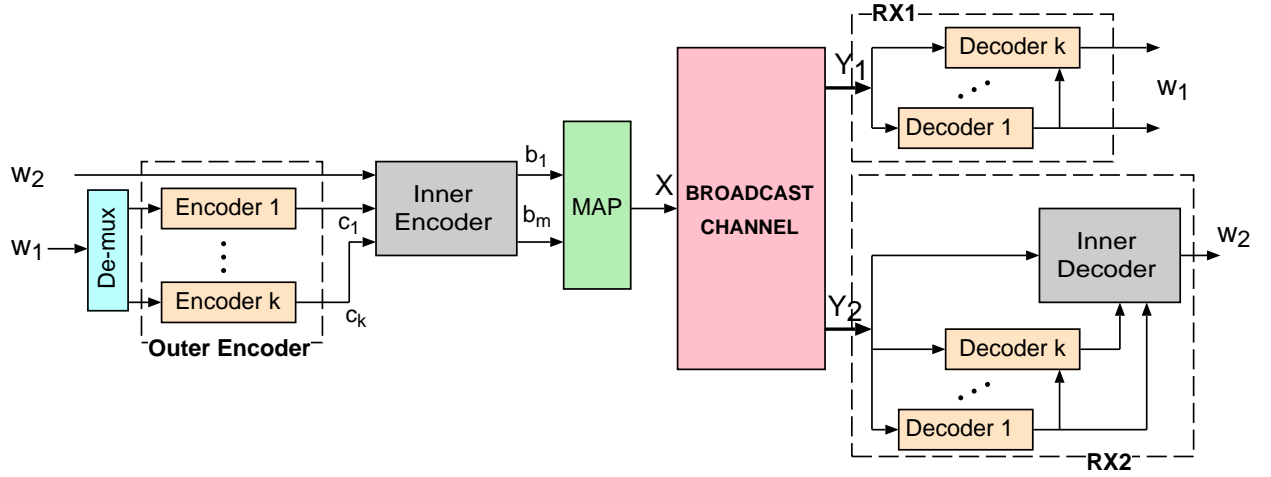 w2
w1
De-mux
Encoder 1
Encoder k
Outer Encoder
c1
ck
Inner
Encoder
b1
bm
MAP
X
BROADCAST
CHANNEL
Y1
Y2
RX1
Decoder k
Decoder 1
w1
Inner
Decoder
w2
Decoder k
Decoder 1
RX2